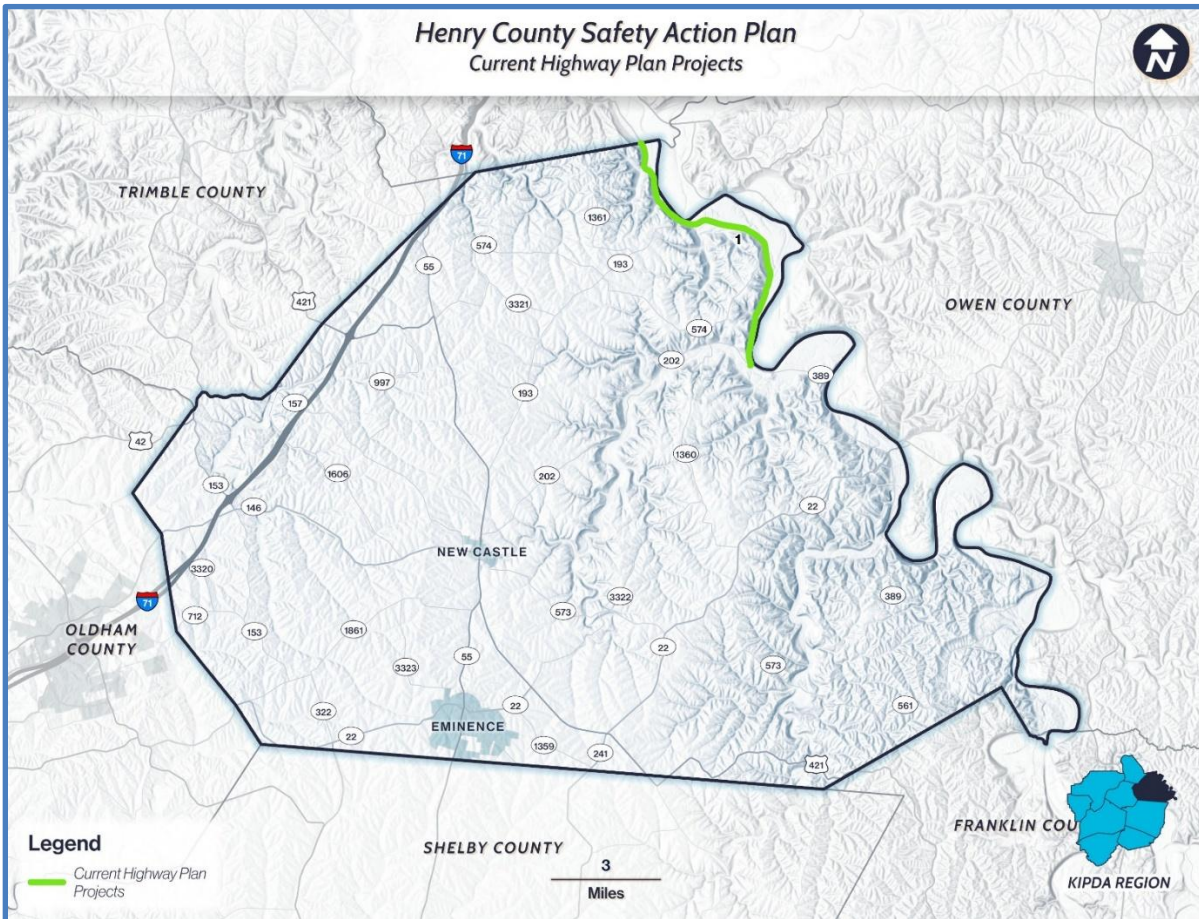 Henry County Safety Action Plan
Current Highway Plan Projects
N
71
TRIMBLE COUNTY
1361
574
193
1
55
421
3321
OWEN COUNTY
574
202
389
997
193
157
42
1360
1606
202
153
146
22
NEW CASTLE
3320
389
3322
71
573
712
OLDHAM
COUNTY
153
1861
22
55
3323
573
561
22
322
EMINENCE
22
1359
241
421
FRANKLIN COU
Legend
SHELBY COUNTY
3
Miles
Current Highway Plan
Projects
KIPDA REGION